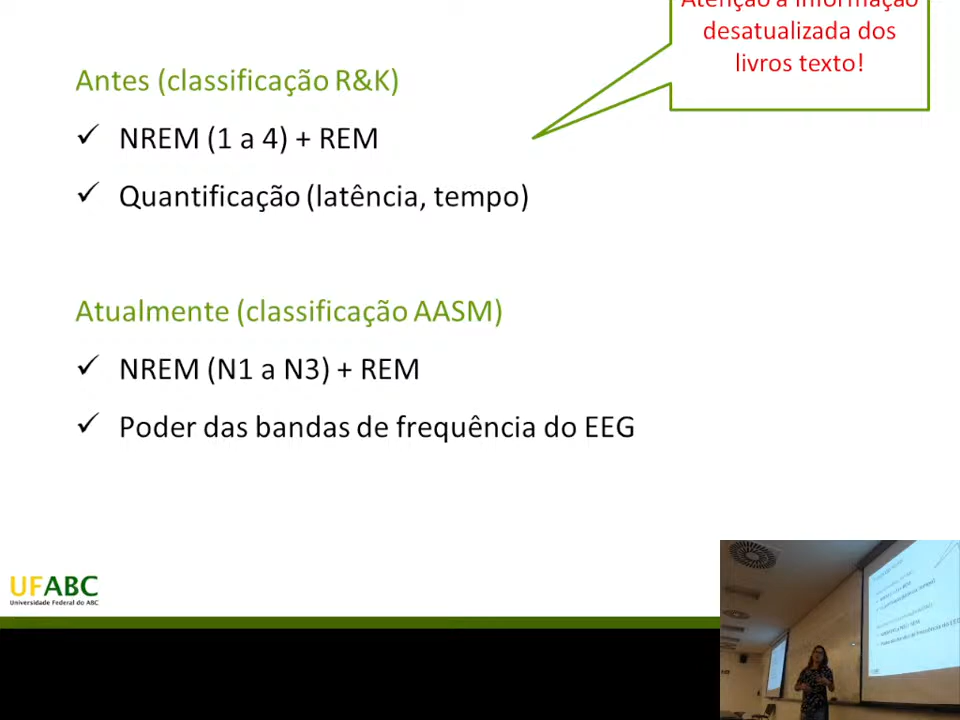 Atenção à informação
desatualizada dos
livros texto!
Antes (classificação R&K)
✓ NREM (1 a 4) + REM
✓ Quantificação (latência, tempo)
Atualmente (classificação AASM)
✓ NREM (N1 a N3) + REM
✓ Poder das bandas de frequência do EEG
UFABC
Universidade Federal do ABC